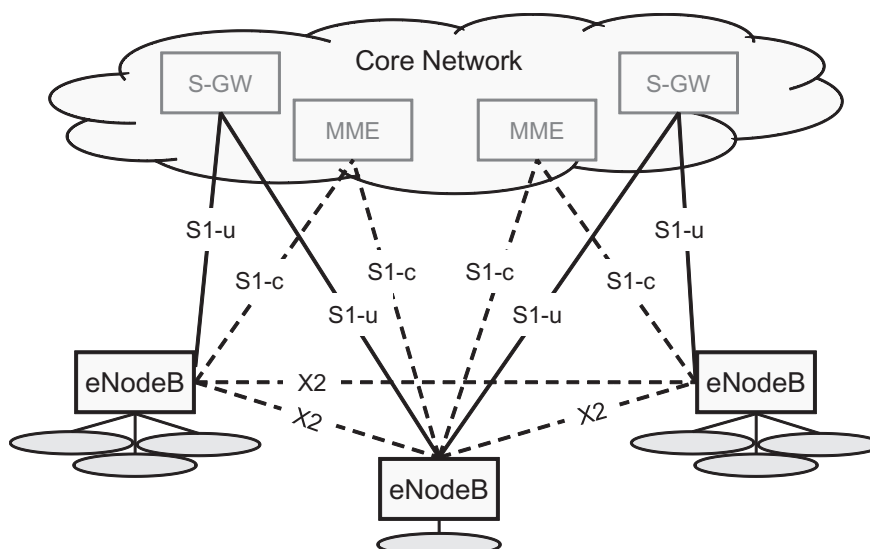 Core Network
S-GW
S-GW
MME
MME
S1-u
S1-u
S1-c
S1-c
S1-c
S1-c
S1-u
S1-u
eNodeB
X2
eNodeB
X2
X2
eNodeB